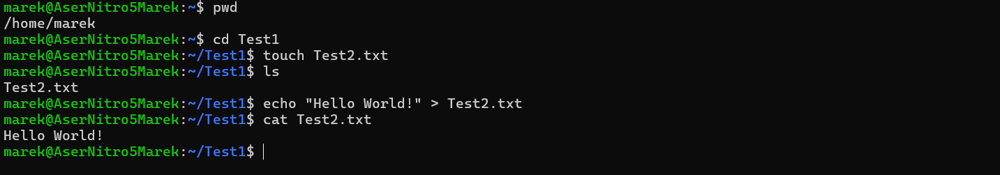 marek@AserNitro5Marek:~$ pwd
/home/marek
marek@AserNitro5Marek:~$ cd Test1
marek@AserNitro5Marek:~/Test1$ touch Test2.txt
marek@AserNitro5Marek:~/Test1$ ls
Test2.txt
marek@AserNitro5Marek:~/Test1$ echo "Hello World!" > Test2.txt
marek@AserNitro5Marek:~/Test1$ cat Test2.txt
Hello World!
marek@AserNitro5Marek:~/Test1$